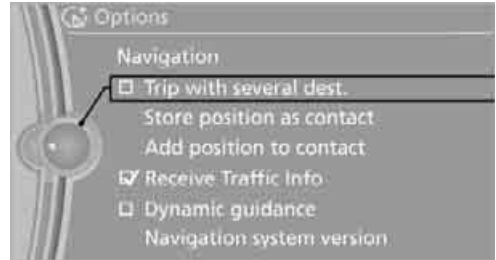 Options
Navigation
Trip with several dest.
Store position as contact
Add position to contact
Receive Traffic Info
Dynamic guidance
Navigation system version